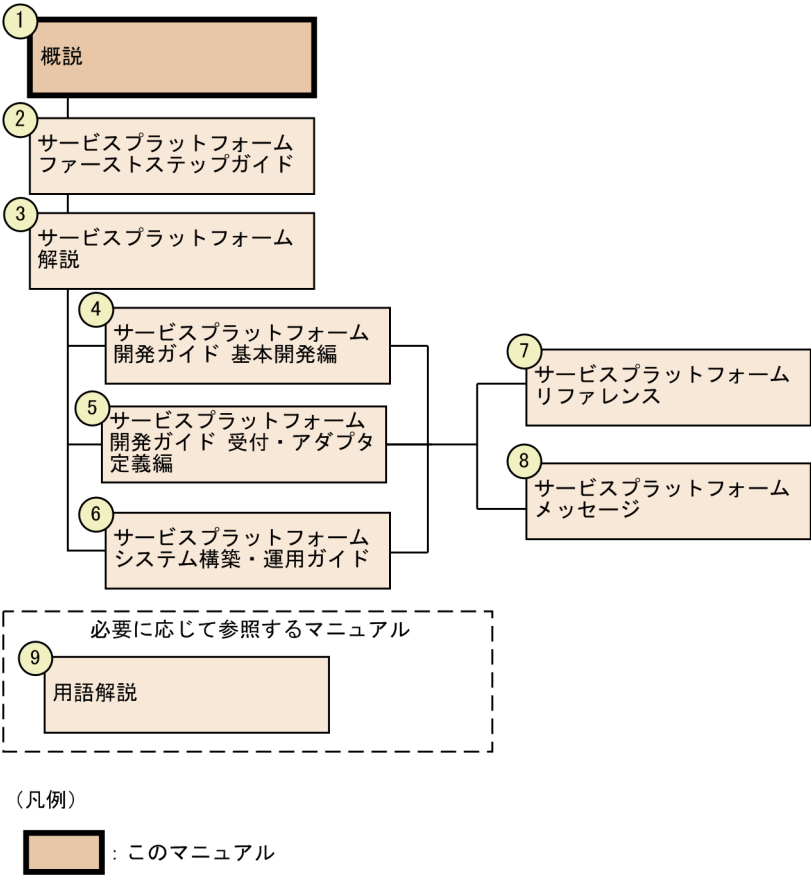 1
概説
2
サービスプラットフォーム
ファーストステップガイド
3
サービスプラットフォーム
解説
4
サービスプラットフォーム
開発ガイド 基本開発編
5
サービスプラットフォーム
開発ガイド 受付・アダプタ
定義編
6
サービスプラットフォーム
システム構築・運用ガイド
7
サービスプラットフォーム
リファレンス
8
サービスプラットフォーム
メッセージ
必要に応じて参照するマニュアル
9
用語解説
(凡例)
:このマニュアル